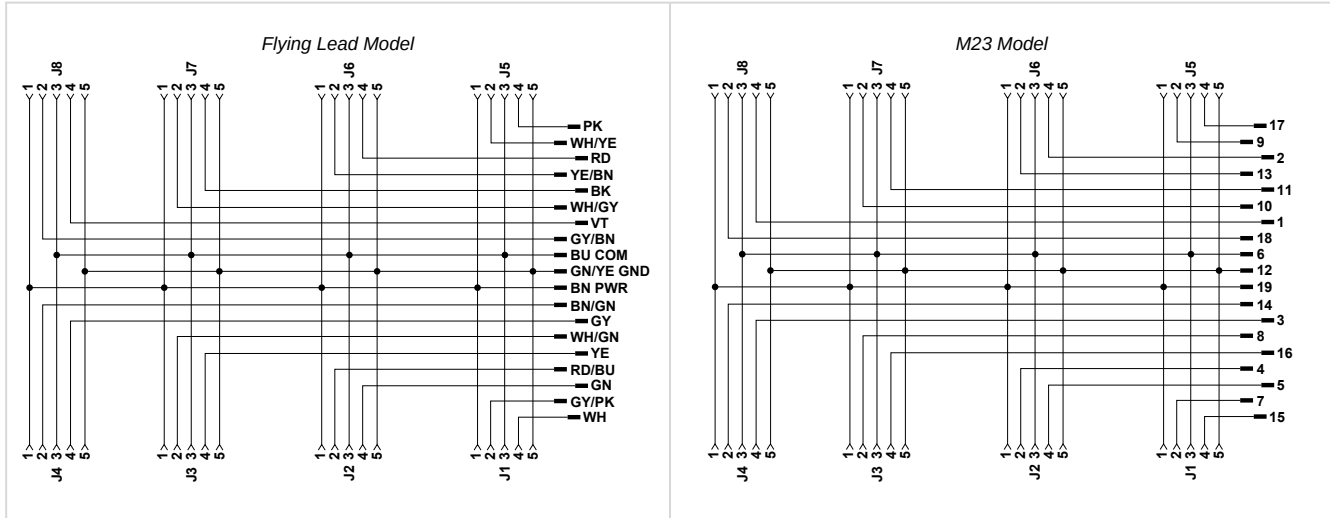 Flying Lead Model
J8 J7 J6 J5
1 2 3 4 5 1 2 3 4 5 1 2 3 4 5 1 2 3 4 5
PK
WH/YE
RD
YE/BN
BK
WH/GY
VT
GY/BN
BU COM
GN/YE GND
BN PWR
BN/GN
GY
WH/GN
YE
RD/BU
GN
GY/PK
WH
1 2 3 4 5 1 2 3 4 5 1 2 3 4 5 1 2 3 4 5
J4 J3 J2 J1
M23 Model
J8 J7 J6 J5
1 2 3 4 5 1 2 3 4 5 1 2 3 4 5 1 2 3 4 5
17
9
2
13
11
10
1
18
6
12
19
14
3
8
16
4
5
7
15
1 2 3 4 5 1 2 3 4 5 1 2 3 4 5 1 2 3 4 5
J4 J3 J2 J1